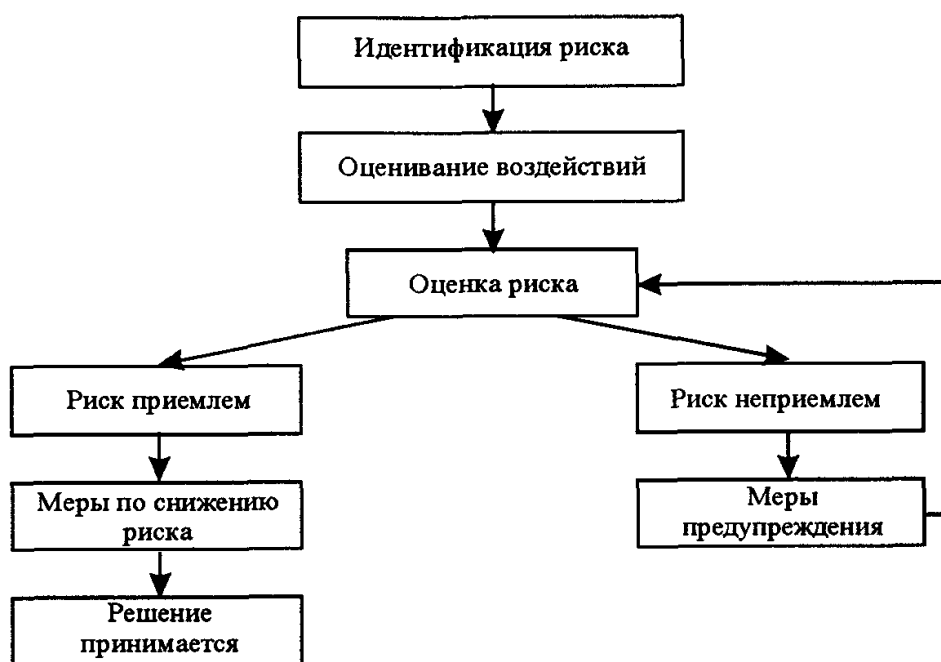 Идентификация риска
Оценивание воздействий
Оценка риска
Риск приемлем
Риск неприемлем
Меры по снижению
риска
Меры
предупреждения
Решение
принимается